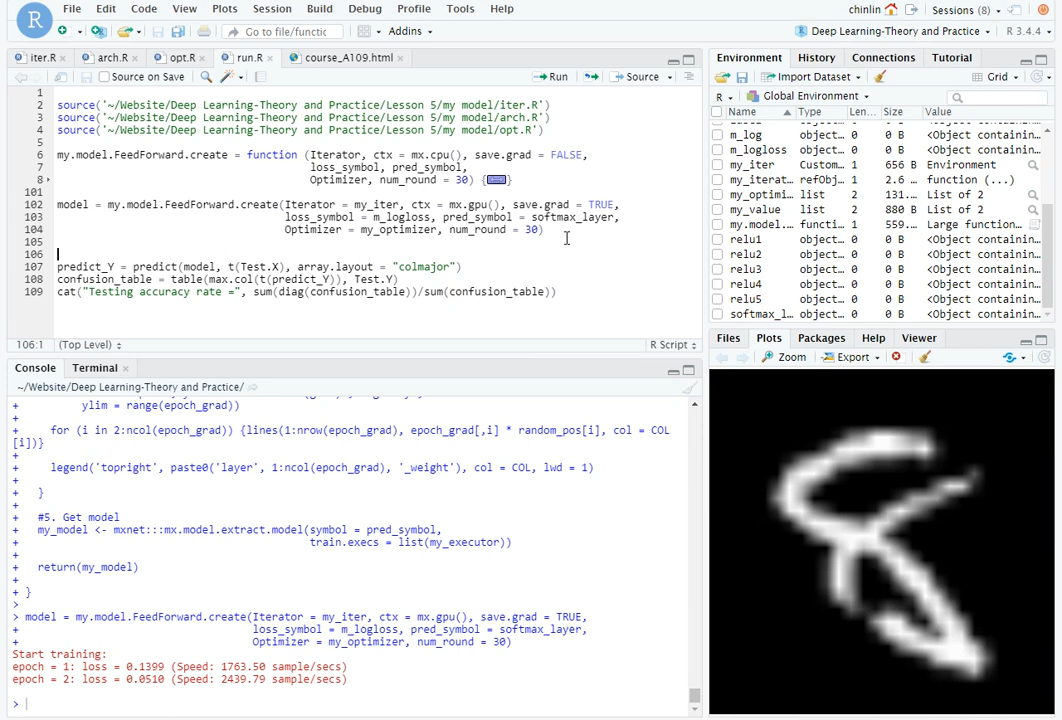 File Edit Code View Plots Session Build Debug Profile Tools Help
chinlin Sessions (8)
Go to file/functic Addins
Deep Learning-Theory and Practice R 3.4.4
iter.R arch.R opt.R run.R course_A109.html
Source on Save Run Source
1
2 source('~/Website/Deep Learning-Theory and Practice/Lesson 5/my model/iter.R')
3 source('~/Website/Deep Learning-Theory and Practice/Lesson 5/my model/arch.R')
4 source('~/Website/Deep Learning-Theory and Practice/Lesson 5/my model/opt.R')
5
6 my.model.FeedForward.create = function (Iterator, ctx = mx.cpu(), save.grad = FALSE,
7 loss_symbol, pred_symbol,
8 Optimizer, num_round = 30) {
}
101
102 model = my.model.FeedForward.create(Iterator = my_iter, ctx = mx.gpu(), save.grad = TRUE,
103 loss_symbol = m_logloss, pred_symbol = softmax_layer,
104 Optimizer = my_optimizer, num_round = 30)
105
106
107 predict_Y = predict(model, t(Test.X), array.layout = "colmajor")
108 confusion_table = table(max.col(t(predict_Y)), Test.Y)
109 cat("Testing accuracy rate =", sum(diag(confusion_table))/sum(confusion_table))
106:1 (Top Level) R Script
Console Terminal
~/Website/Deep Learning-Theory and Practice/
+ ylim = range(epoch_grad))
+
+ for (i in 2:ncol(epoch_grad)) {lines(1:nrow(epoch_grad), epoch_grad[,i] * random_pos[i], col = COL
[i])}
+
+ legend('topright', paste0('layer', 1:ncol(epoch_grad), '_weight'), col = COL, lwd = 1)
+
+ }
+
+ #5. Get model
+ my_model <- mxnet:::mx.model.extract.model(symbol = pred_symbol,
+ train.execs = list(my_executor))
+
+ return(my_model)
+
+ }
>
> model = my.model.FeedForward.create(Iterator = my_iter, ctx = mx.gpu(), save.grad = TRUE,
+ loss_symbol = m_logloss, pred_symbol = softmax_layer,
+ Optimizer = my_optimizer, num_round = 30)
Start training:
epoch = 1: loss = 0.1399 (Speed: 1763.50 sample/secs)
epoch = 2: loss = 0.0510 (Speed: 2439.79 sample/secs)
>
Environment History Connections Tutorial
Import Dataset Grid
R Global Environment
Name Type Len... Size Value
m_log object... 0 0 B <Object containin...
m_logloss object... 0 0 B <Object containin...
my_iter Custom... 1 656 B Environment
my_iterat... refObj... 1 2.6 ... function (...)
my_optimi... list 2 131... List of 2
my_value list 2 880 B List of 2
my.model.... functi... 1 559... Large function...
relu1 object... 0 0 B <Object containin...
relu2 object... 0 0 B <Object containin...
relu3 object... 0 0 B <Object containin...
relu4 object... 0 0 B <Object containin...
relu5 object... 0 0 B <Object containin...
softmax_l... object... 0 0 B <Object containin...
Files Plots Packages Help Viewer
Zoom Export